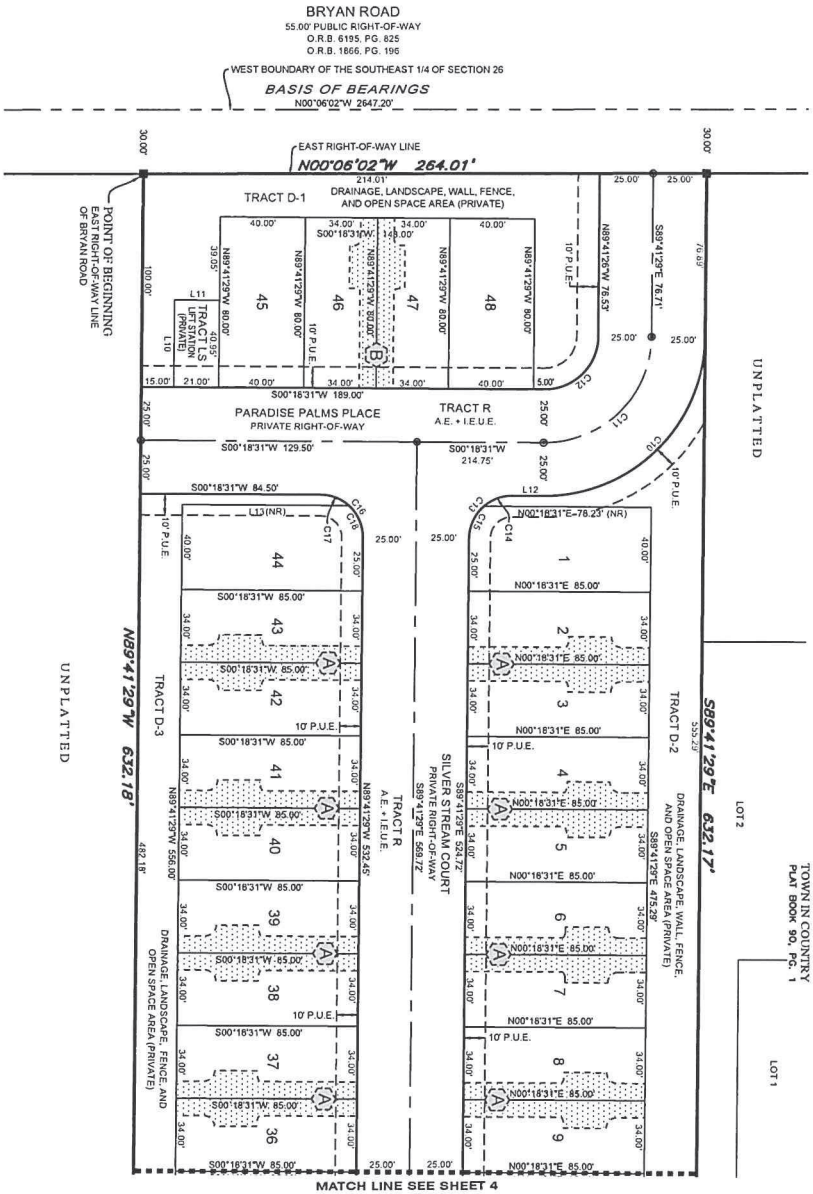 BRYAN ROAD
55.00' PUBLIC RIGHT-OF-WAY
O.R.B. 6195, PG. 825
O.R.B. 1866, PG. 196
WEST BOUNDARY OF THE SOUTHEAST 1/4 OF SECTION 26
BASIS OF BEARINGS
N00°06'02"W 2647.20'
30.00'
30.00'
EAST RIGHT-OF-WAY LINE
N00°06'02"W 264.01'
214.01'
25.00'
25.00'
POINT OF BEGINNING
EAST RIGHT-OF-WAY LINE
OF BRYAN ROAD
TRACT D-1
DRAINAGE, LANDSCAPE, WALL, FENCE,
AND OPEN SPACE AREA (PRIVATE)
40.00'
34.00'
34.00'
40.00'
S00°18'31"W
100.00'
39.05'
N89°41'29"W 80.00'
45
N89°41'29"W 80.00'
46
N89°41'29"W 80.00'
47
N89°41'29"W 80.00'
48
N89°41'29"W 80.00'
10' P.U.E.
N89°41'26"W 76.53'
S89°41'29"E 76.71'
76.89'
L11
TRACT LS
LIFT STATION
(PRIVATE)
L10
40.95'
10' P.U.E.
B
25.00'
25.00'
15.00'
21.00'
40.00'
34.00'
34.00'
40.00'
5.00'
C12
C11
C10
S00°18'31"W 189.00'
25.00'
PARADISE PALMS PLACE
PRIVATE RIGHT-OF-WAY
TRACT R
A.E. + I.E.U.E.
25.00'
S00°18'31"W 129.50'
S00°18'31"W
214.75'
25.00'
25.00'
10' P.U.E.
UNPLATTED
S00°18'31"W 84.50'
L12
L13(NR)
C16
C18
C17
C13
C15
C14
N00°18'31"E-78.23' (NR)
10' P.U.E.
25.00'
25.00'
40.00'
44
25.00'
25.00'
1
40.00'
S00°18'31"W 85.00'
N00°18'31"E 85.00'
34.00'
43
34.00'
34.00'
2
34.00'
S00°18'31"W 85.00'
A
A
N00°18'31"E 85.00'
34.00'
42
34.00'
34.00'
3
34.00'
10' P.U.E.
S00°18'31"W 85.00'
N00°18'31"E 85.00'
10' P.U.E.
34.00'
41
34.00'
34.00'
4
34.00'
S00°18'31"W 85.00'
A
A
N00°18'31"E 85.00'
34.00'
40
34.00'
34.00'
5
34.00'
S00°18'31"W 85.00'
N00°18'31"E 85.00'
34.00'
39
34.00'
34.00'
6
34.00'
S00°18'31"W 85.00'
A
A
N00°18'31"E 85.00'
34.00'
38
34.00'
34.00'
7
34.00'
10' P.U.E.
S00°18'31"W 85.00'
N00°18'31"E 85.00'
10' P.U.E.
34.00'
37
34.00'
34.00'
8
34.00'
S00°18'31"W 85.00'
A
A
N00°18'31"E 85.00'
34.00'
36
34.00'
34.00'
9
34.00'
S00°18'31"W 85.00'
25.00'
25.00'
N00°18'31"E 85.00'
UNPLATTED
N89°41'29"W 632.18'
482.18'
TRACT D-3
N89°41'29"W 556.00'
DRAINAGE, LANDSCAPE, FENCE, AND
OPEN SPACE AREA (PRIVATE)
N89°41'29"W 532.45'
TRACT R
A.E. + I.E.U.E.
S89°41'29"E 569.72'
SILVER STREAM COURT
PRIVATE RIGHT-OF-WAY
S89°41'29"E 524.72'
S89°41'29"E 475.29'
TRACT D-2
DRAINAGE, LANDSCAPE, WALL, FENCE,
AND OPEN SPACE AREA (PRIVATE)
555.29'
S89°41'29"E 632.17'
LOT 2
TOWN IN COUNTRY
PLAT BOOK 90, PG. 1
LOT 1
MATCH LINE SEE SHEET 4